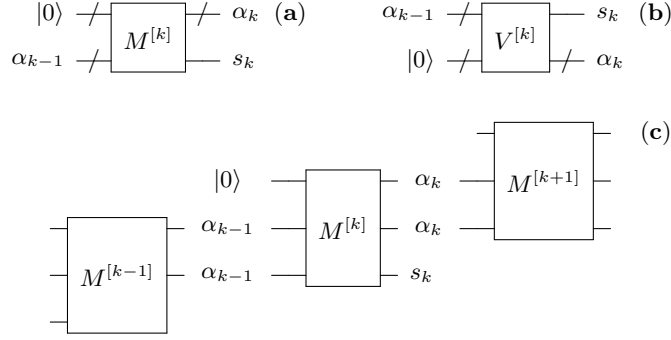 |0⟩ M^{[k]} α_k (a)
α_{k−1} s_k
α_{k−1} V^{[k]} s_k (b)
|0⟩ α_k
(c)
|0⟩ α_k M^{[k+1]}
α_{k−1} M^{[k]} α_k
M^{[k−1]} α_{k−1} s_k